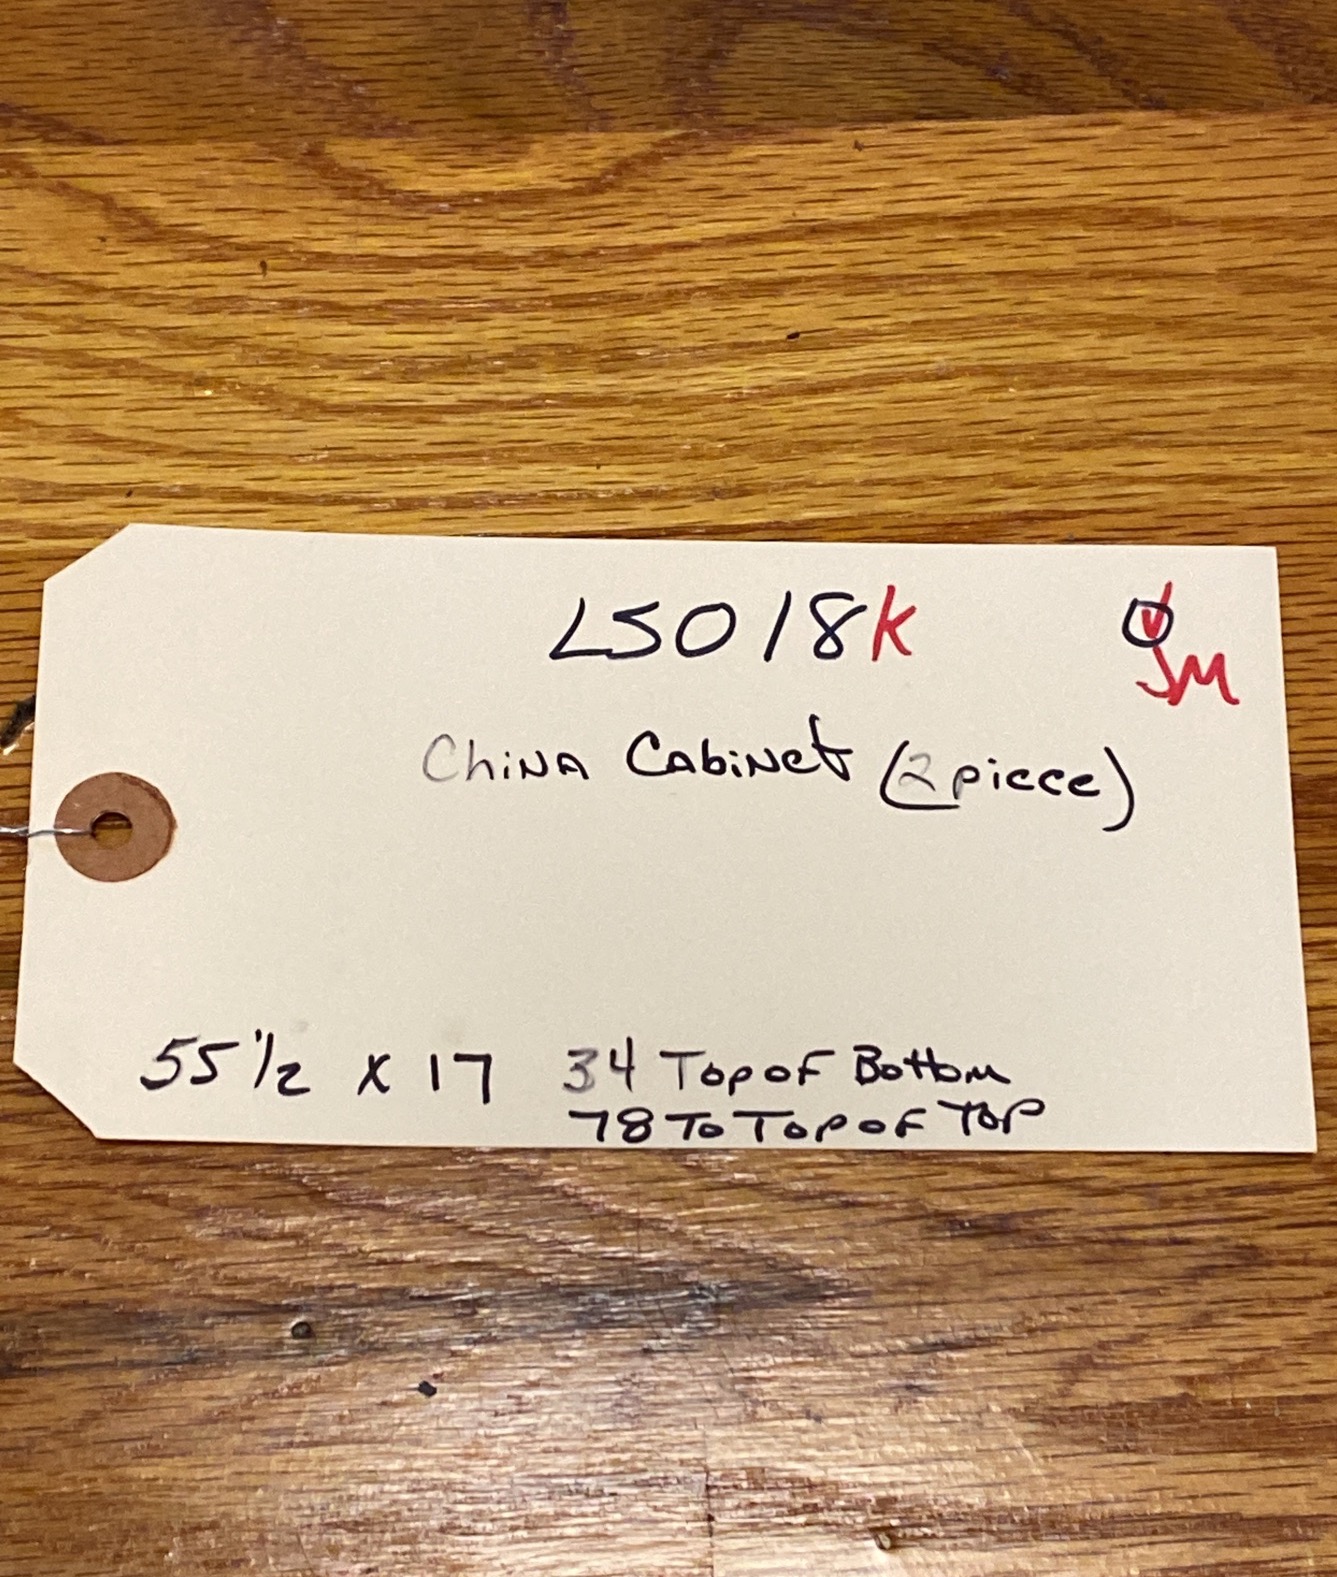 LS018K
JM
China Cabinet (2 piece)
55 1/2 x 17 34 Top of Bottom
78 To Top of Top